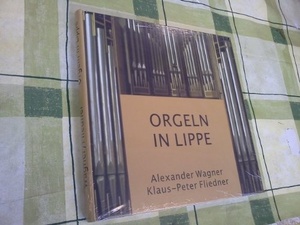 ORGELN
IN LIPPE
Alexander Wagner
Klaus-Peter Fliedner